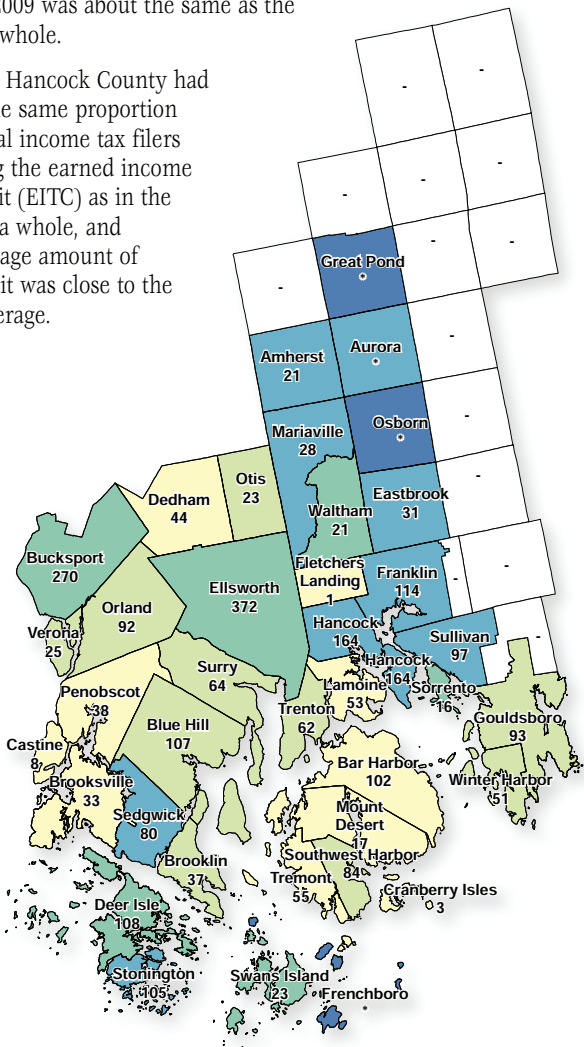 2009 was about the same as the
whole.
Hancock County had
e same proportion
al income tax filers
g the earned income
it (EITC) as in the
a whole, and
age amount of
it was close to the
erage.
-
-
-
-
-
-
-
-
Great Pond
*
-
Amherst
21
Aurora
*
-
Mariaville
28
Osborn
*
-
Otis
23
Dedham
44
Waltham
21
Eastbrook
31
Bucksport
270
Ellsworth
372
Fletchers
Landing
1
Franklin
114
-
-
Orland
92
Verona
25
Hancock
164
Sullivan
97
-
Surry
64
Hancock
164
Penobscot
38
Lamoine
53
Sorrento
16
Trenton
62
Blue Hill
107
Gouldsboro
93
Castine
8
Bar Harbor
102
Brooksville
33
Winter Harbor
51
Sedgwick
80
Mount
Desert
17
Southwest Harbor
84
Brooklin
37
Tremont
55
Cranberry Isles
3
Deer Isle
108
Stonington
105
Swans Island
23
Frenchboro
*